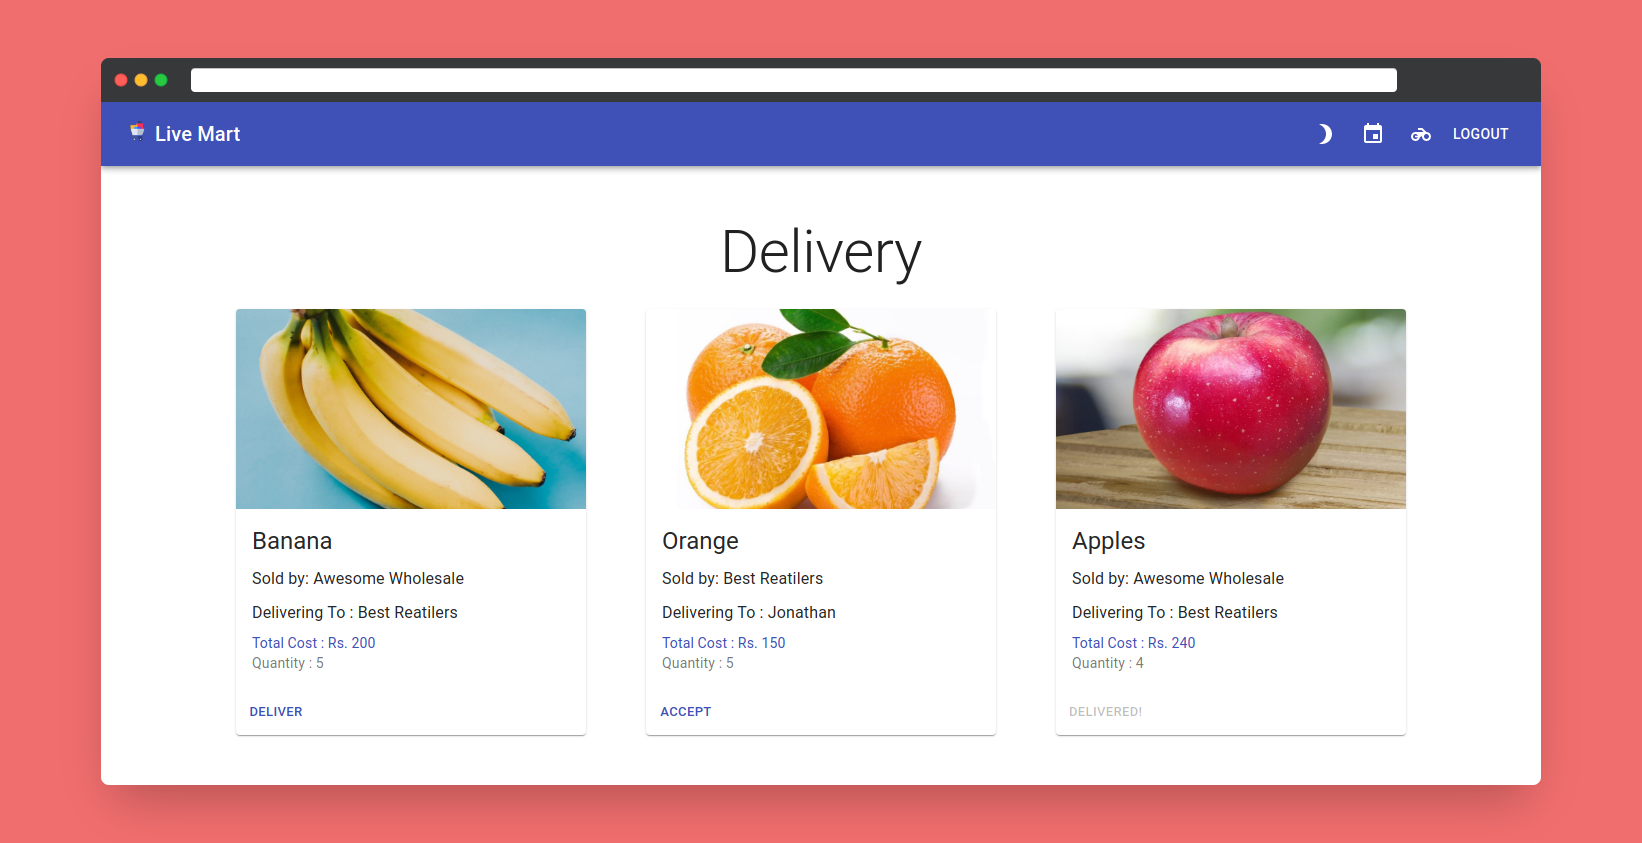 Live Mart
LOGOUT
Delivery
Banana
Sold by: Awesome Wholesale
Delivering To : Best Reatilers
Total Cost : Rs. 200
Quantity : 5
DELIVER
Orange
Sold by: Best Reatilers
Delivering To : Jonathan
Total Cost : Rs. 150
Quantity : 5
ACCEPT
Apples
Sold by: Awesome Wholesale
Delivering To : Best Reatilers
Total Cost : Rs. 240
Quantity : 4
DELIVERED!